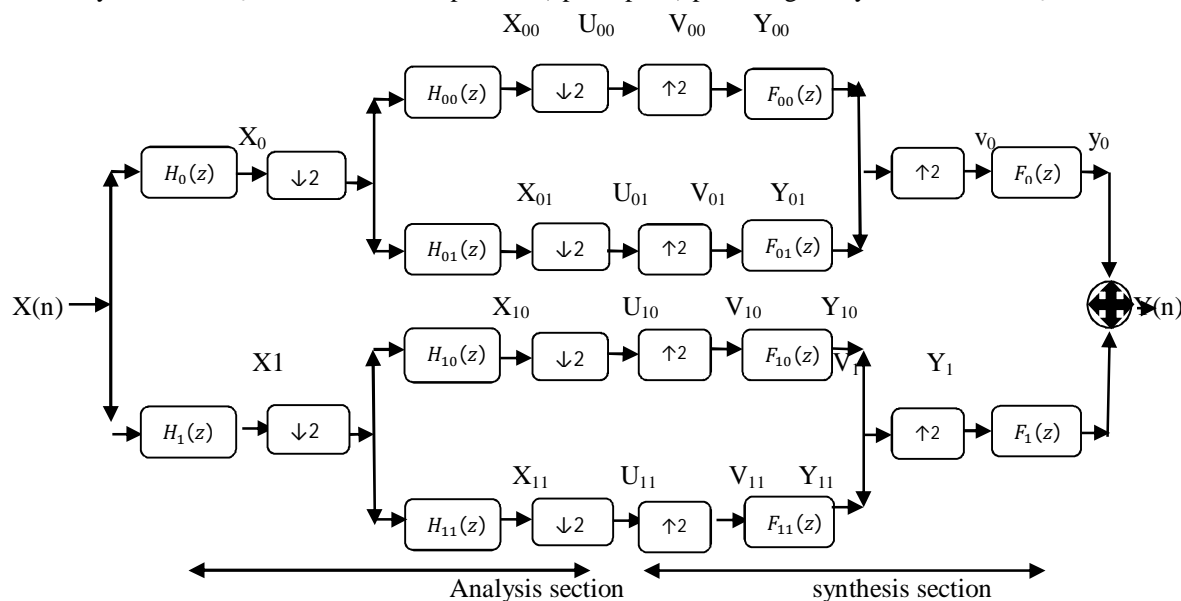 X₀₀ U₀₀ V₀₀ Y₀₀
H₀₀(z) ↓2 ↑2 F₀₀(z)
X₀ v₀ y₀
H₀(z) ↓2 ↑2 F₀(z)
X₀₁ U₀₁ V₀₁ Y₀₁
H₀₁(z) ↓2 ↑2 F₀₁(z)
X(n) Y(n)
X₁₀ U₁₀ V₁₀ Y₁₀
H₁₀(z) ↓2 ↑2 F₁₀(z)
X1 V₁ Y₁
H₁(z) ↓2 ↑2 F₁(z)
X₁₁ U₁₁ V₁₁ Y₁₁
H₁₁(z) ↓2 ↑2 F₁₁(z)
Analysis section synthesis section